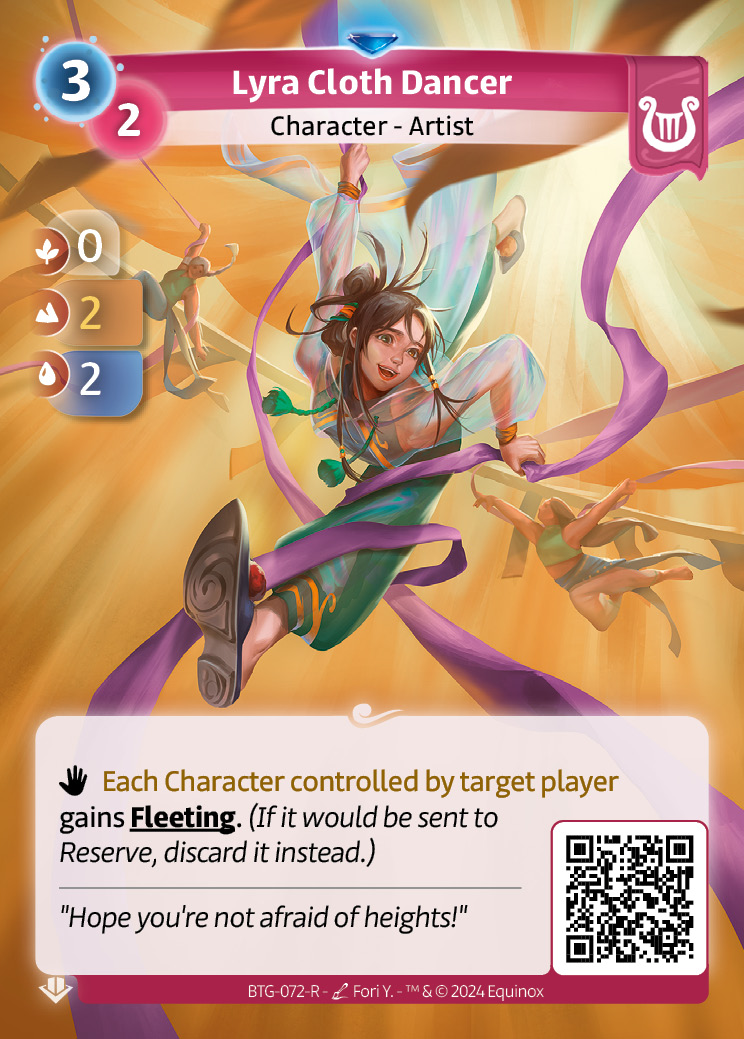 3
Lyra Cloth Dancer
2
Character - Artist
0
2
2
Each Character controlled by target player
gains Fleeting. (If it would be sent to
Reserve, discard it instead.)
"Hope you're not afraid of heights!"
BTG-072-R - Fori Y. - ™ & © 2024 Equinox